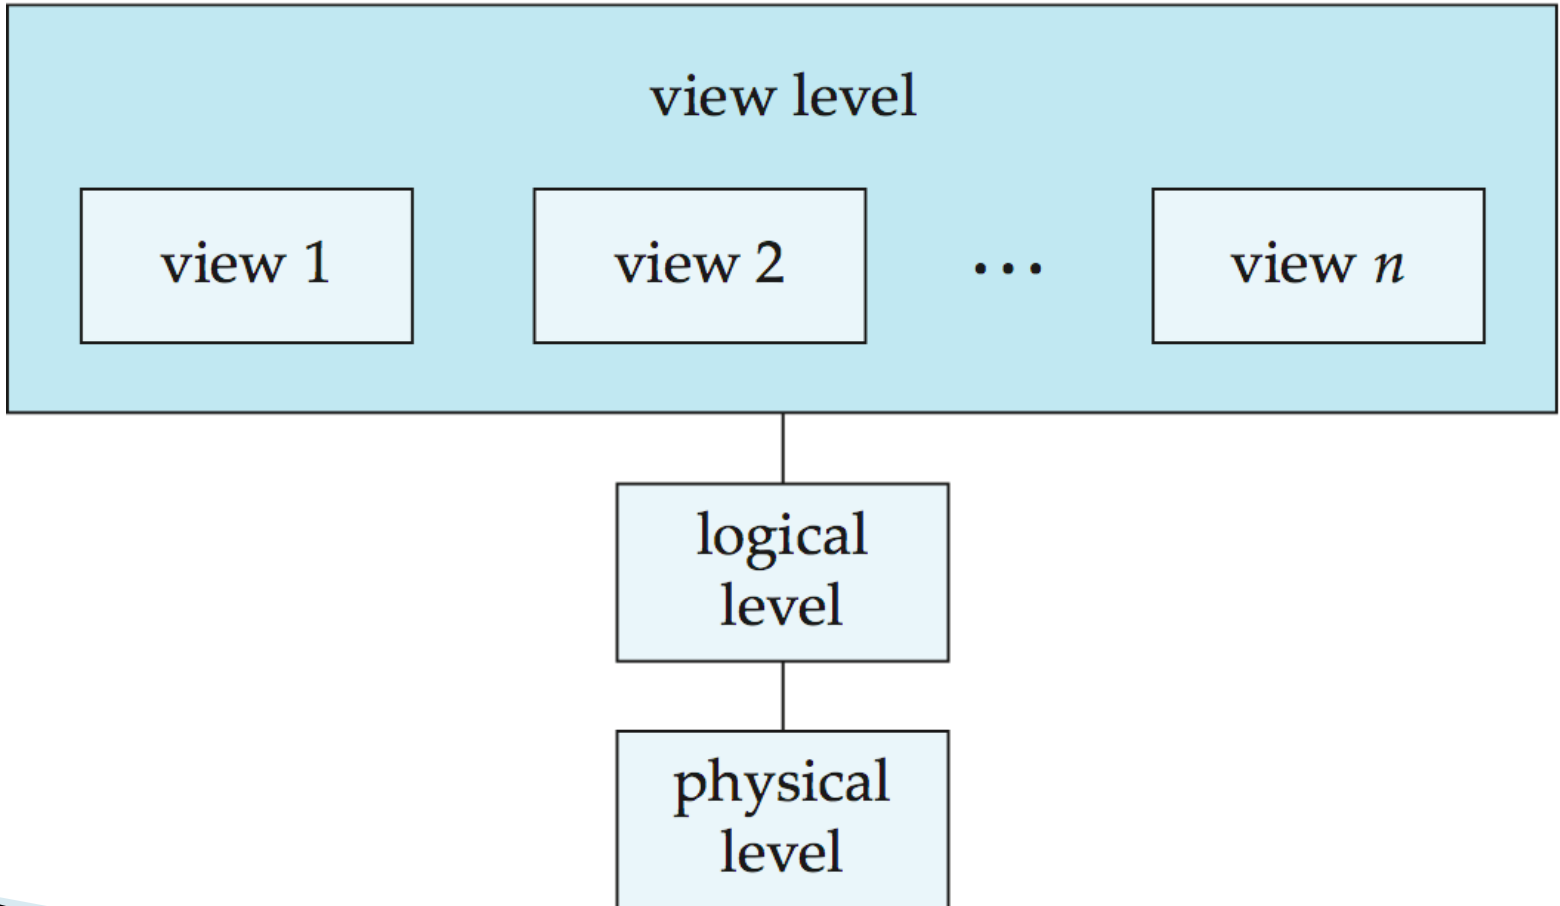 view level
view 1
view 2
...
view n
logical
level
physical
level